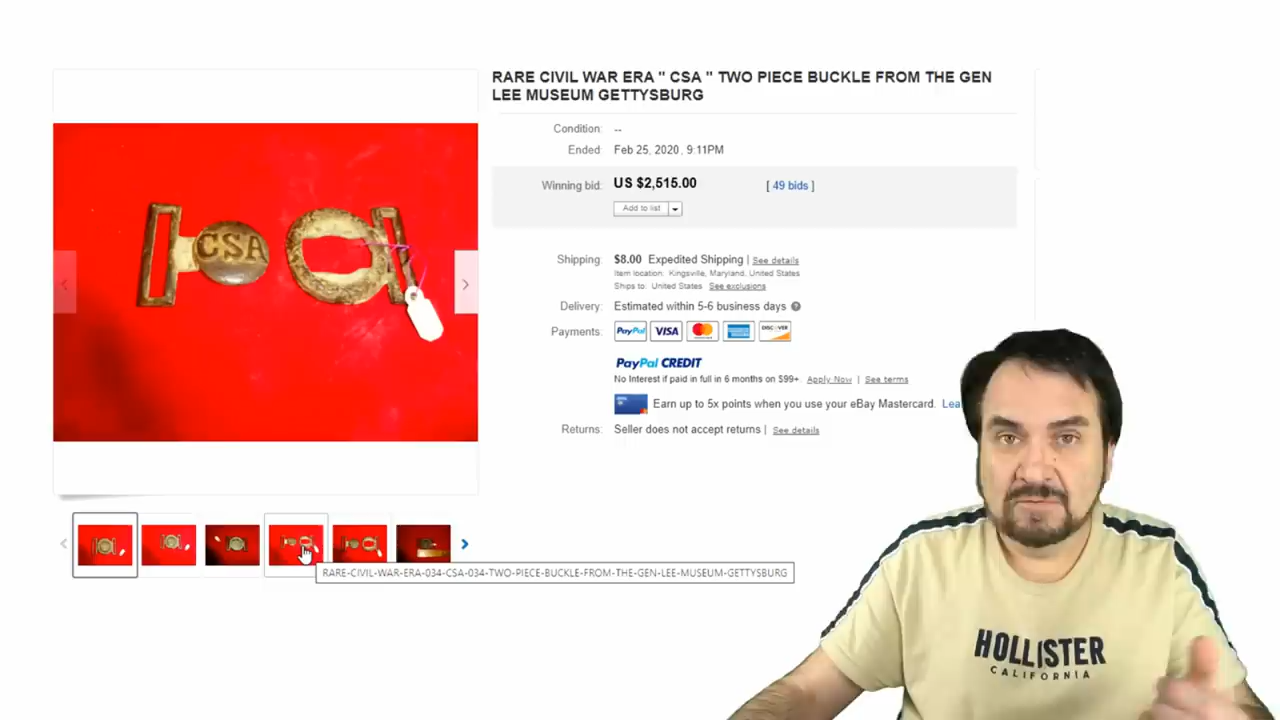 RARE CIVIL WAR ERA " CSA " TWO PIECE BUCKLE FROM THE GEN
LEE MUSEUM GETTYSBURG
Condition: --
Ended: Feb 25, 2020, 9:11PM
Winning bid: US $2,515.00 [ 49 bids ]
Add to list
CSA
Shipping: $8.00 Expedited Shipping | See details
Item location: Kingsville, Maryland, United States
Ships to: United States See exclusions
Delivery: Estimated within 5-6 business days
Payments: PayPal VISA DISCOVER
PayPal CREDIT
No Interest if paid in full in 6 months on $99+. Apply Now | See terms
Earn up to 5x points when you use your eBay Mastercard. Lea
Returns: Seller does not accept returns | See details
RARE-CIVIL-WAR-ERA-034-CSA-034-TWO-PIECE-BUCKLE-FROM-THE-GEN-LEE-MUSEUM-GETTYSBURG
HOLLISTER
CALIFORNIA